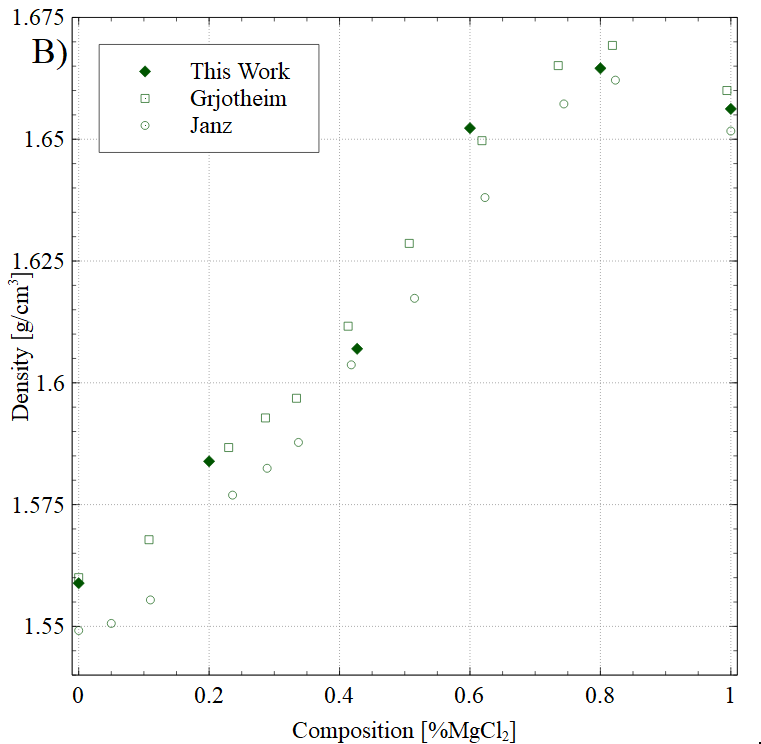 B)
This Work
Grjotheim
Janz
1.675
1.65
1.625
1.6
1.575
1.55
Density [g/cm³]
0 0.2 0.4 0.6 0.8 1
Composition [%MgCl₂]
.